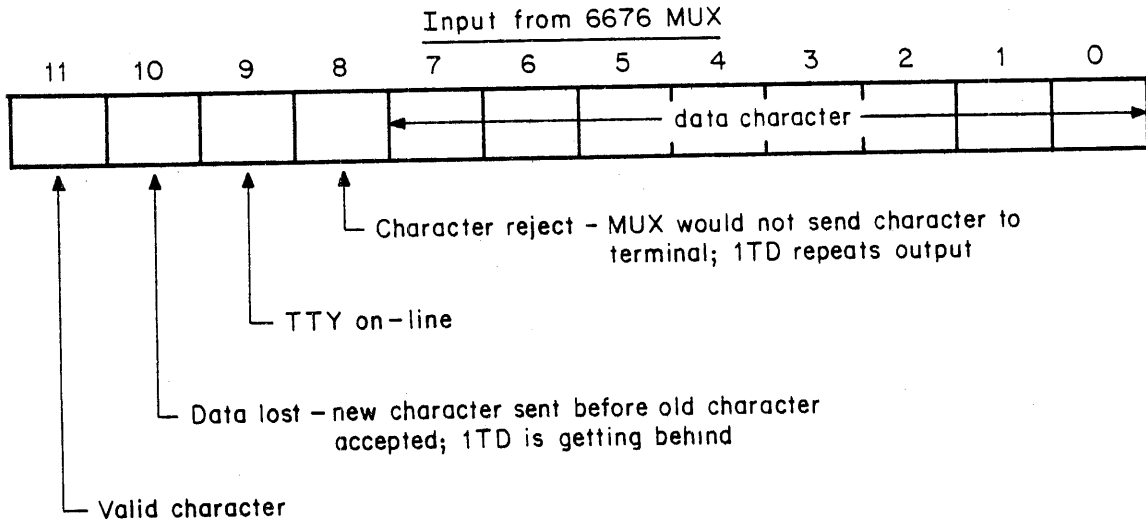 Input from 6676 MUX
11 10 9 8 7 6 5 4 3 2 1 0
data character
Character reject - MUX would not send character to
terminal; 1TD repeats output
TTY on-line
Data lost - new character sent before old character
accepted; 1TD is getting behind
Valid character